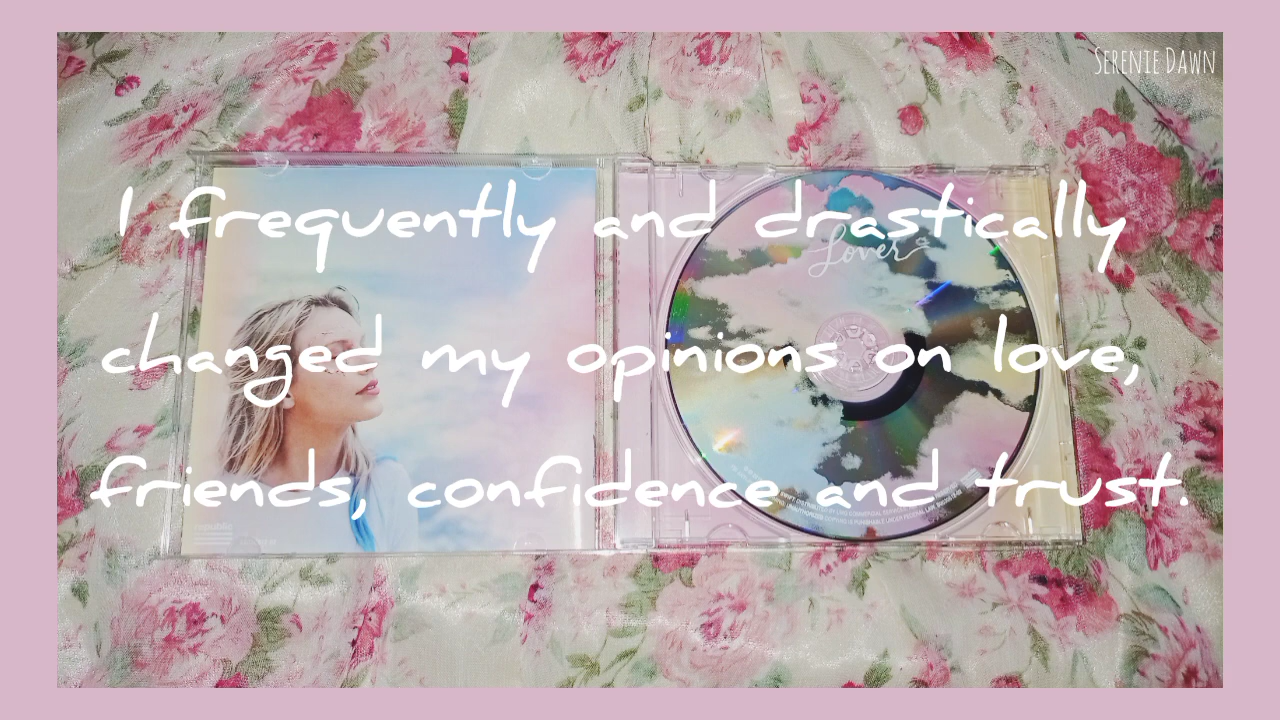 SERENIE DAWN
I frequently and drastically
Lover
changed my opinions on love,
friends, confidence and trust.